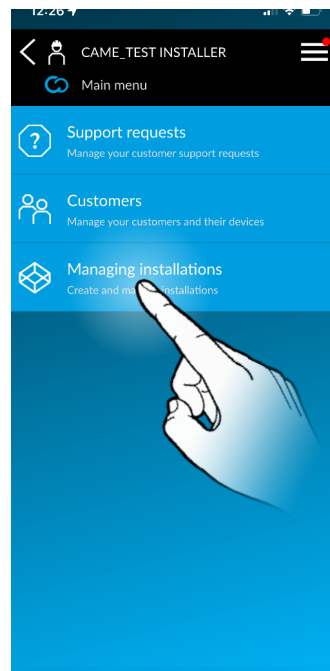 12:26
CAME_TEST INSTALLER
Main menu
?
Support requests
Manage your customer support requests
Customers
Manage your customers and their devices
Managing installations
Create and installations